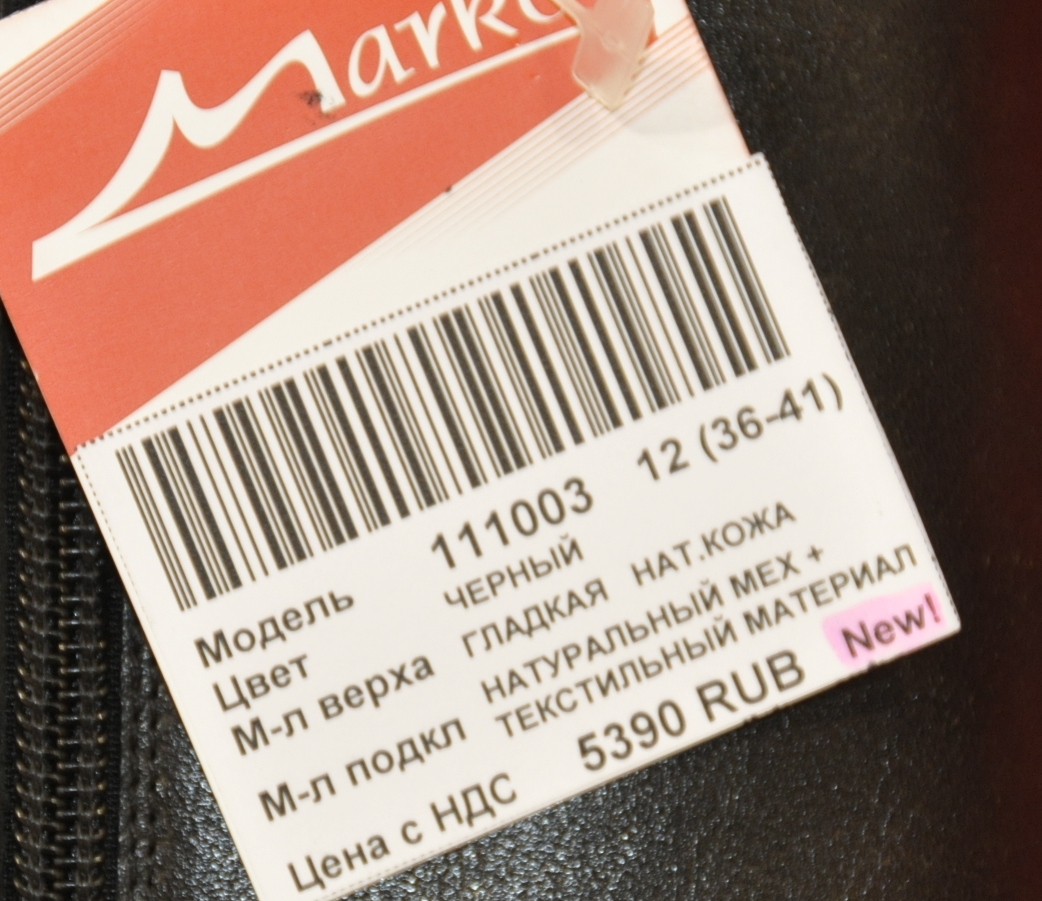 Модель 111003 12 (36-41)
Цвет ЧЕРНЫЙ
М-л верха ГЛАДКАЯ НАТ.КОЖА
М-л подкл НАТУРАЛЬНЫЙ МЕХ +
ТЕКСТИЛЬНЫЙ МАТЕРИАЛ
Цена с НДС 5390 RUB New!